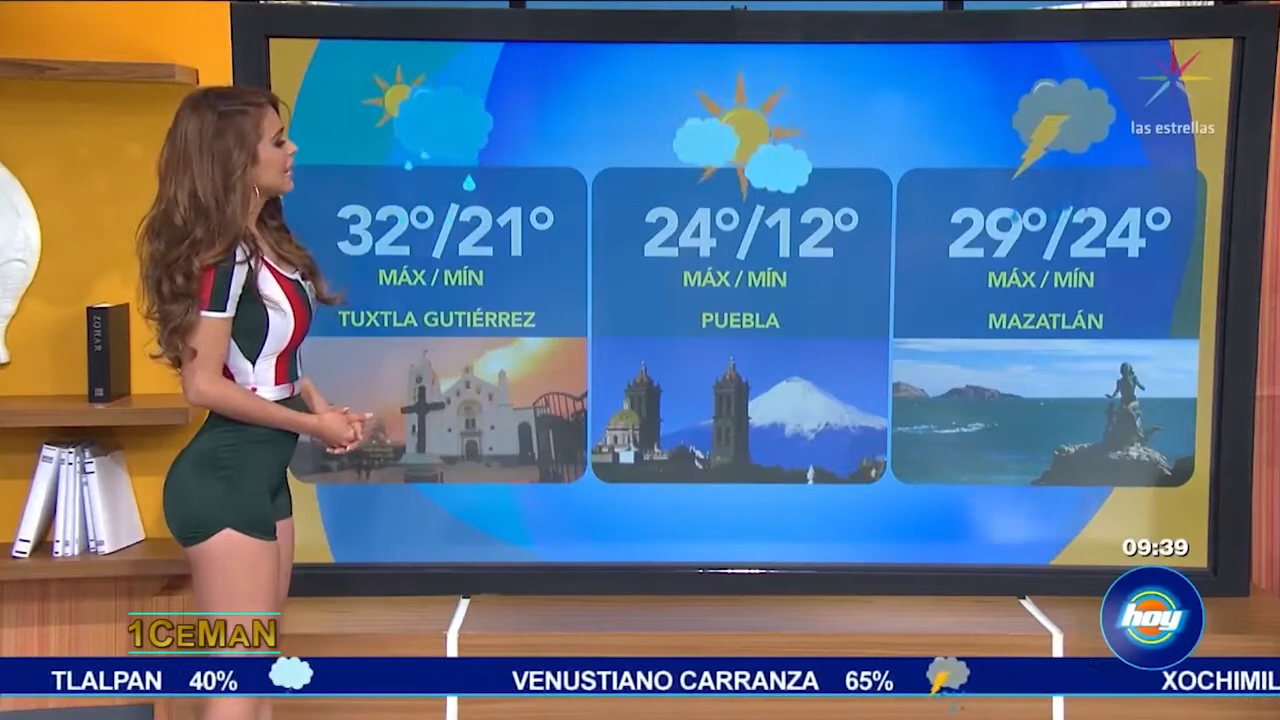 las estrellas
32°/21°
MÁX / MÍN
TUXTLA GUTIÉRREZ
24°/12°
MÁX / MÍN
PUEBLA
29°/24°
MÁX / MÍN
MAZATLÁN
ZOHAR
09:39
hoy
1CEMAN
TLALPAN 40%
VENUSTIANO CARRANZA 65%
XOCHIMIL